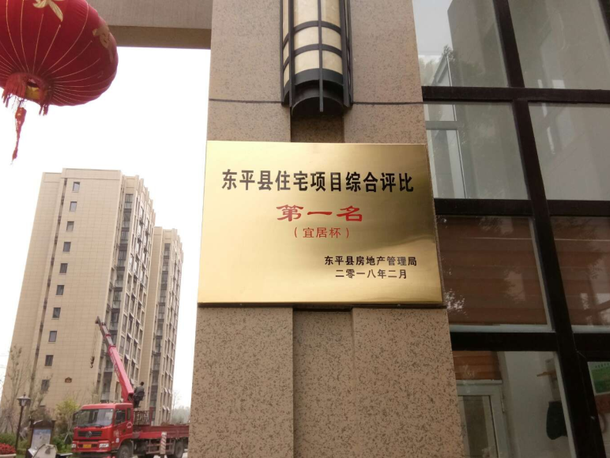 东平县住宅项目综合评比
第一名
（宜居杯）
东平县房地产管理局
二零一八年二月